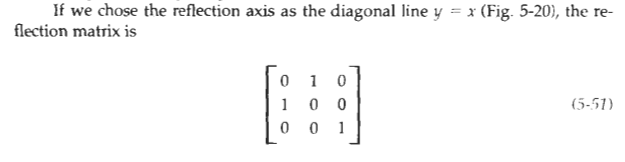 If we chose the reflection axis as the diagonal line y = x (Fig. 5-20), the re-
flection matrix is
0 1 0
1 0 0 (5-51)
0 0 1